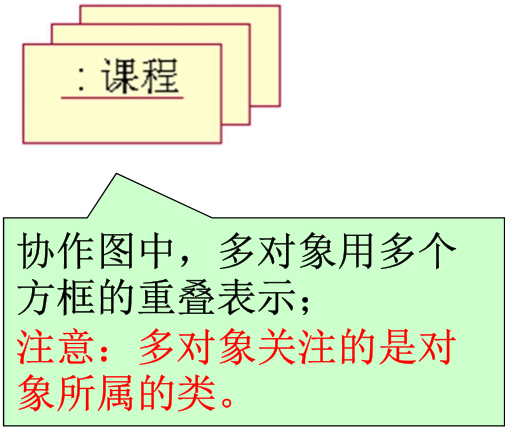 ：课程
协作图中，多对象用多个
方框的重叠表示；
注意：多对象关注的是对
象所属的类。